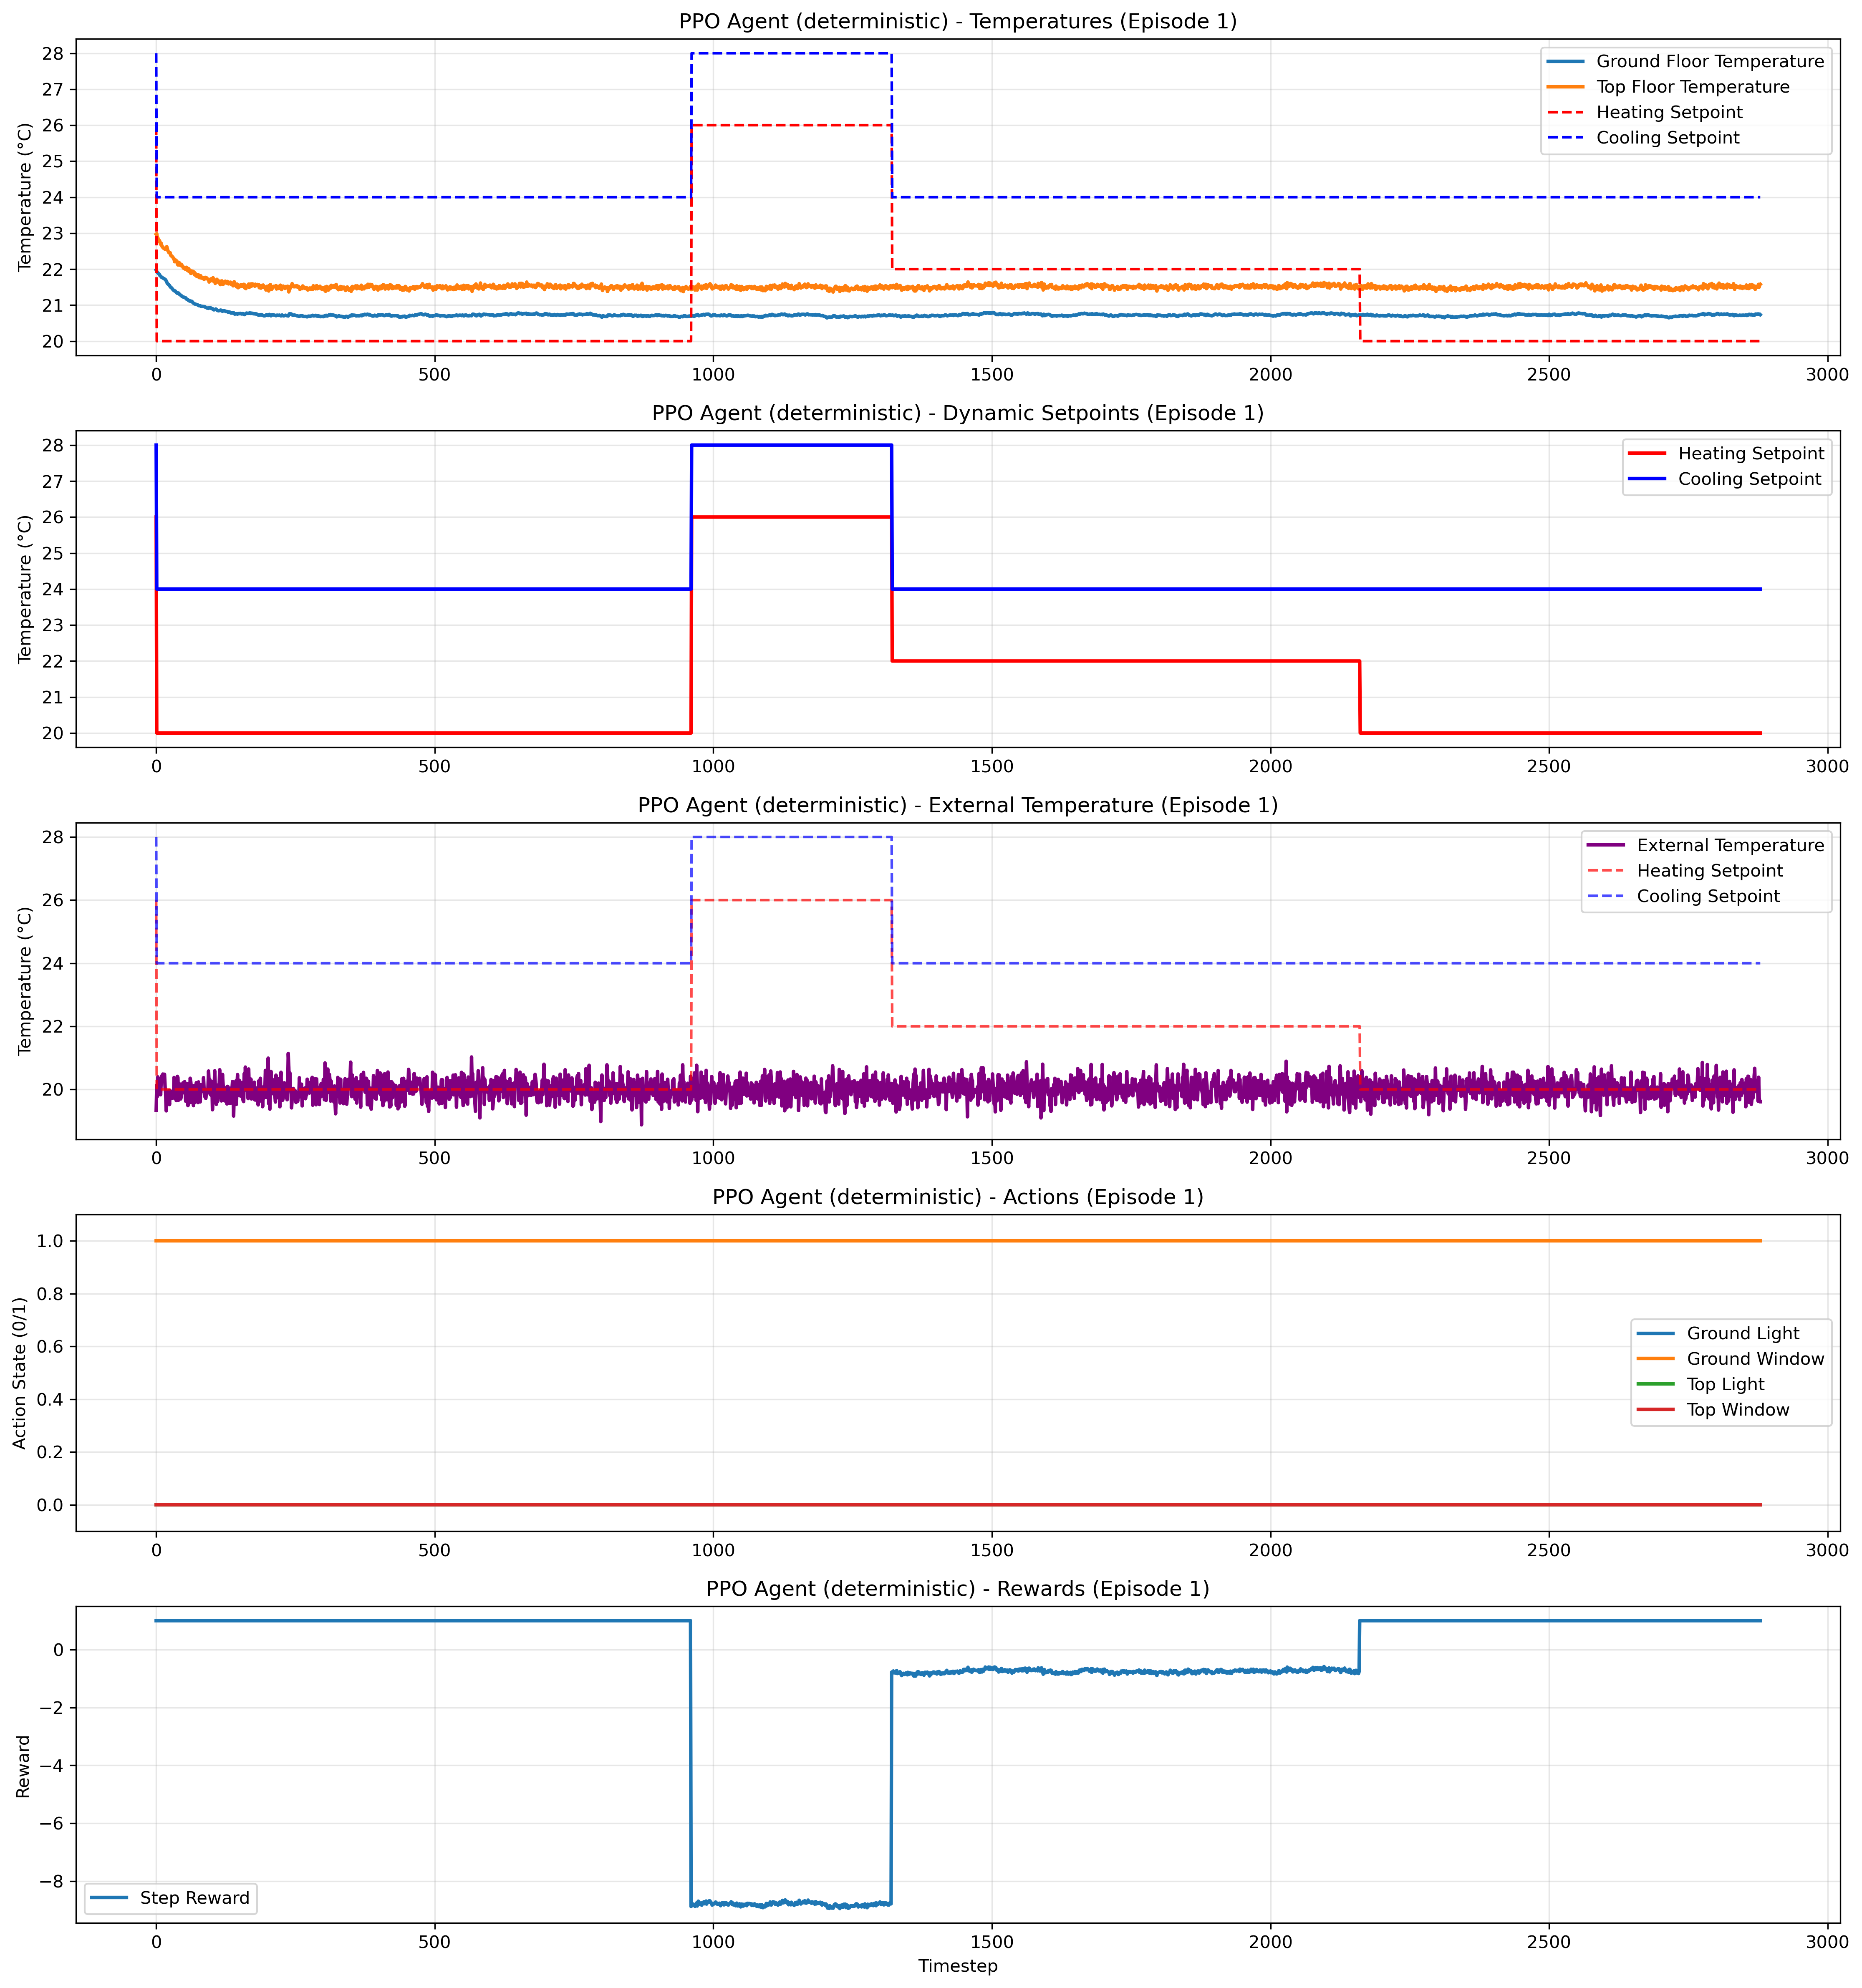 PPO Agent (deterministic) - Temperatures (Episode 1)
Temperature (°C)
28
27
26
25
24
23
22
21
20
Ground Floor Temperature
Top Floor Temperature
Heating Setpoint
Cooling Setpoint
0 500 1000 1500 2000 2500 3000
PPO Agent (deterministic) - Dynamic Setpoints (Episode 1)
Temperature (°C)
28
27
26
25
24
23
22
21
20
Heating Setpoint
Cooling Setpoint
0 500 1000 1500 2000 2500 3000
PPO Agent (deterministic) - External Temperature (Episode 1)
Temperature (°C)
28
26
24
22
20
External Temperature
Heating Setpoint
Cooling Setpoint
0 500 1000 1500 2000 2500 3000
PPO Agent (deterministic) - Actions (Episode 1)
Action State (0/1)
1.0
0.8
0.6
0.4
0.2
0.0
Ground Light
Ground Window
Top Light
Top Window
0 500 1000 1500 2000 2500 3000
PPO Agent (deterministic) - Rewards (Episode 1)
Reward
0
−2
−4
−6
−8
Step Reward
0 500 1000 1500 2000 2500 3000
Timestep